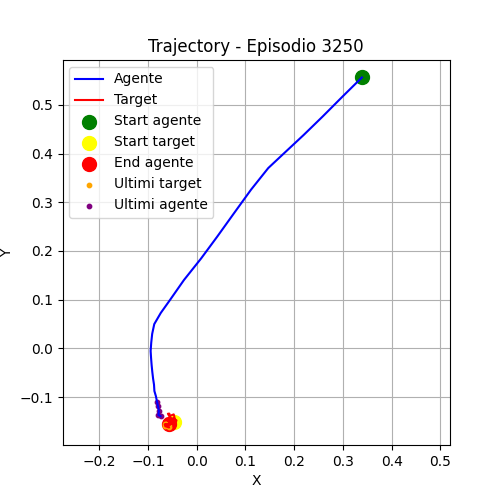 Trajectory - Episodio 3250
Agente
Target
Start agente
Start target
End agente
Ultimi target
Ultimi agente
Y
0.5
0.4
0.3
0.2
0.1
0.0
−0.1
−0.2
−0.1
0.0
0.1
0.2
0.3
0.4
0.5
X